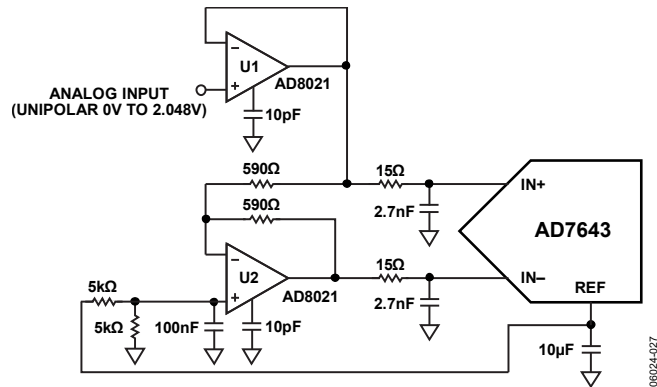 U1
AD8021
ANALOG INPUT
(UNIPOLAR 0V TO 2.048V)
10pF
590Ω
15Ω
IN+
590Ω
2.7nF
AD7643
15Ω
IN–
U2
AD8021
REF
5kΩ
2.7nF
5kΩ
100nF
10pF
10µF
06024-027
−
+
−
+